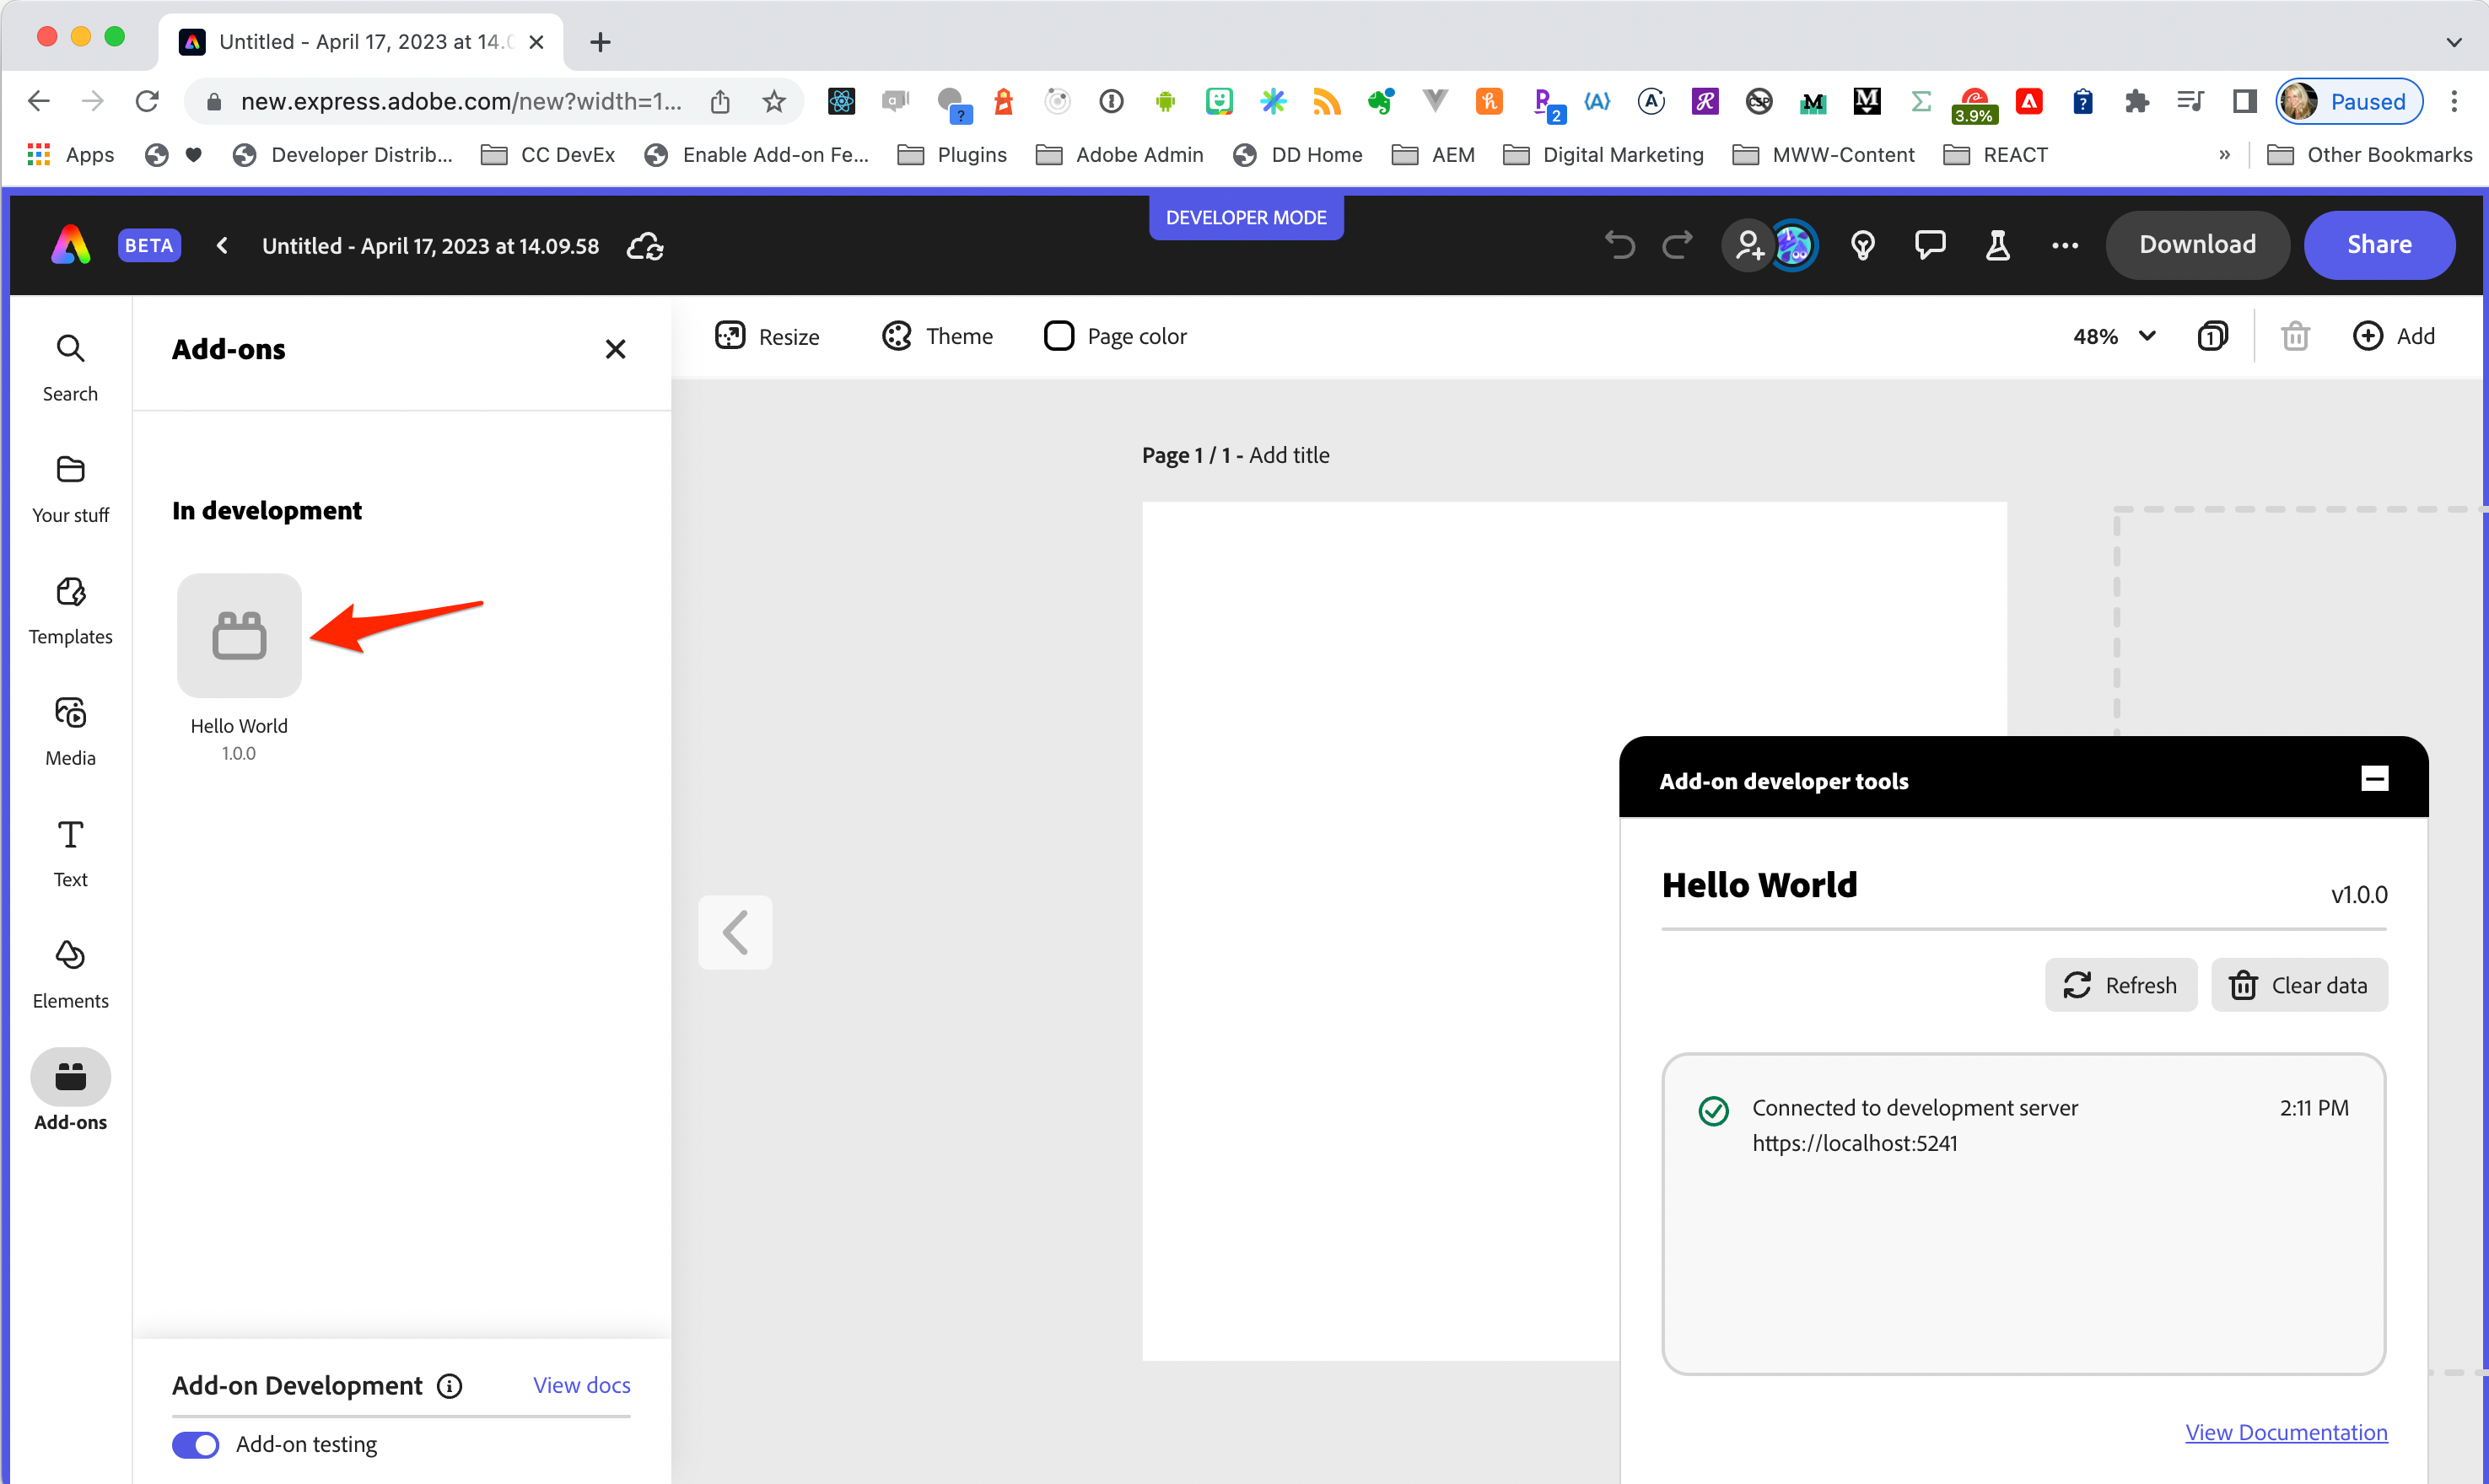 Untitled - April 17, 2023 at 14.0
new.express.adobe.com/new?width=1...
Paused
Apps
Developer Distrib...
CC DevEx
Enable Add-on Fe...
Plugins
Adobe Admin
DD Home
AEM
Digital Marketing
MWW-Content
REACT
»
Other Bookmarks
BETA
Untitled - April 17, 2023 at 14.09.58
DEVELOPER MODE
Download
Share
Search
Your stuff
Templates
Media
Text
Elements
Add-ons
Add-ons
In development
Hello World
1.0.0
Add-on Development
View docs
Add-on testing
Resize
Theme
Page color
48%
1
Add
Page 1 / 1 - Add title
Add-on developer tools
Hello World
v1.0.0
Refresh
Clear data
Connected to development server
2:11 PM
https://localhost:5241
View Documentation
2
3.9%